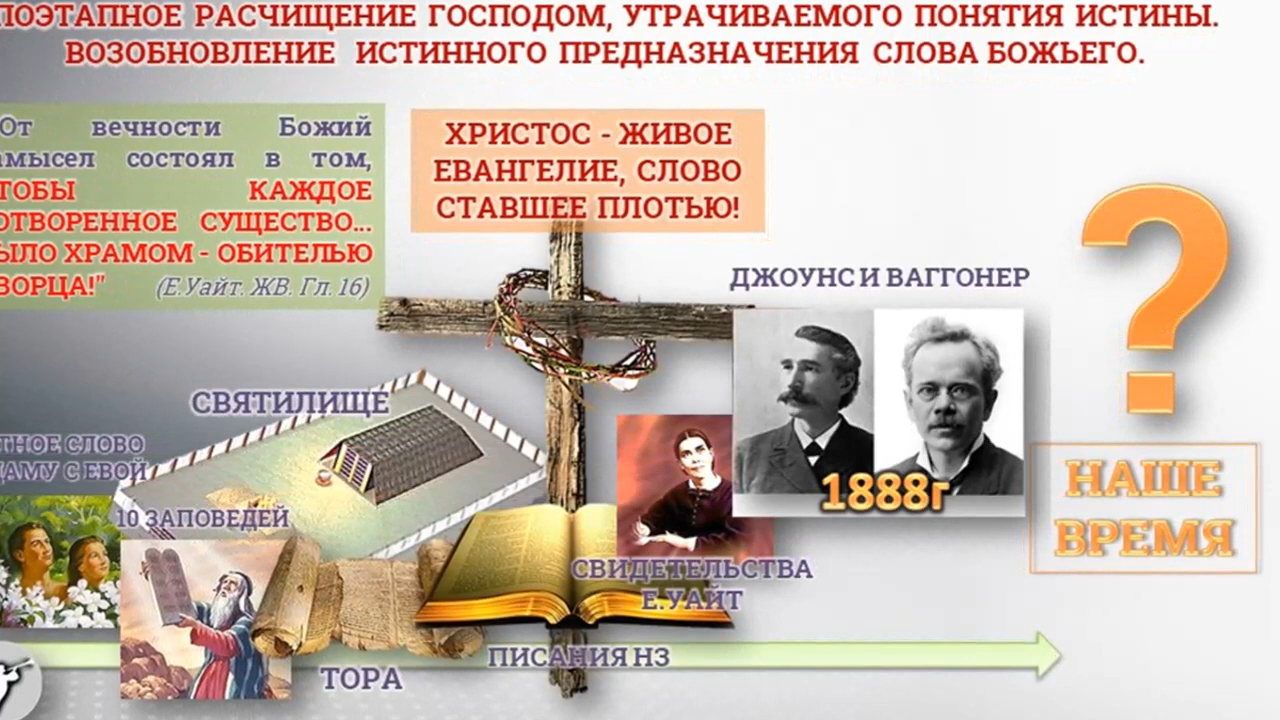 ПОЭТАПНОЕ РАСЧИЩЕНИЕ ГОСПОДОМ, УТРАЧИВАЕМОГО ПОНЯТИЯ ИСТИНЫ.
ВОЗОБНОВЛЕНИЕ ИСТИННОГО ПРЕДНАЗНАЧЕНИЯ СЛОВА БОЖЬЕГО.
От вечности Божий
амысел состоял в том,
ТОБЫ КАЖДОЕ
ОТВОРЕННОЕ СУЩЕСТВО...
ЫЛО ХРАМОМ - ОБИТЕЛЬЮ
ВОРЦА!" (Е.Уайт. ЖВ. Гл. 16)
ХРИСТОС - ЖИВОЕ
ЕВАНГЕЛИЕ, СЛОВО
СТАВШЕЕ ПЛОТЬЮ!
ДЖОУНС И ВАГГОНЕР
1888г
?
НАШЕ
ВРЕМЯ
СВЯТИЛИЩЕ
ТНОЕ СЛОВО
ДАМУ С ЕВОЙ
10 ЗАПОВЕДЕЙ
СВИДЕТЕЛЬСТВА
Е.УАЙТ
ПИСАНИЯ НЗ
ТОРА